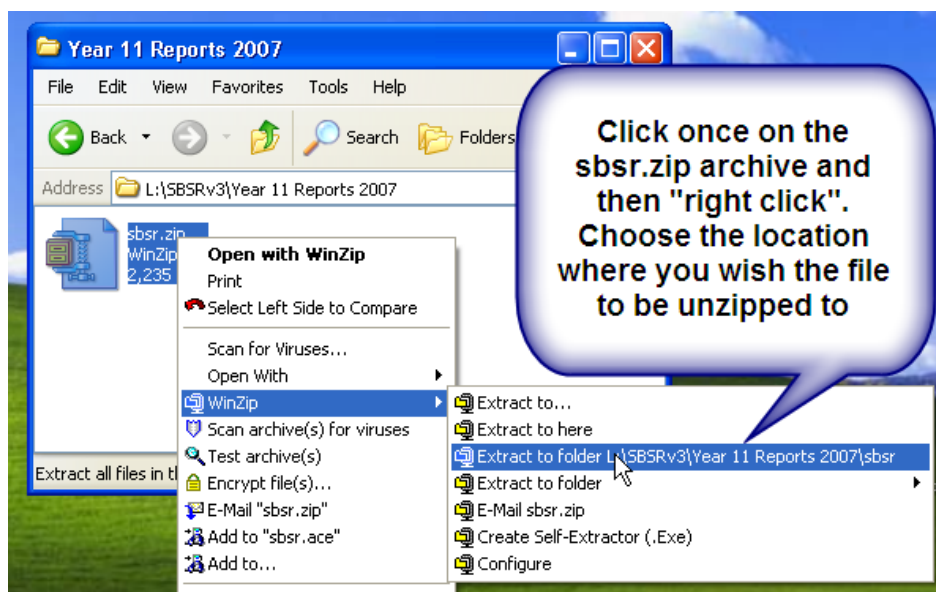 Year 11 Reports 2007
File Edit View Favorites Tools Help
Back Search Folders
Address L:\SBSRv3\Year 11 Reports 2007
sbsr.zip
WinZip
2,235
Click once on the
sbsr.zip archive and
then "right click".
Choose the location
where you wish the file
to be unzipped to
Open with WinZip
Print
Select Left Side to Compare
Scan for Viruses...
Open With
WinZip
Scan archive(s) for viruses
Test archive(s)
Encrypt file(s)...
E-Mail "sbsr.zip"
Add to "sbsr.ace"
Add to...
Extract to...
Extract to here
Extract to folder L:\SBSRv3\Year 11 Reports 2007\sbsr
Extract to folder
E-Mail sbsr.zip
Create Self-Extractor (.Exe)
Configure
Extract all files in